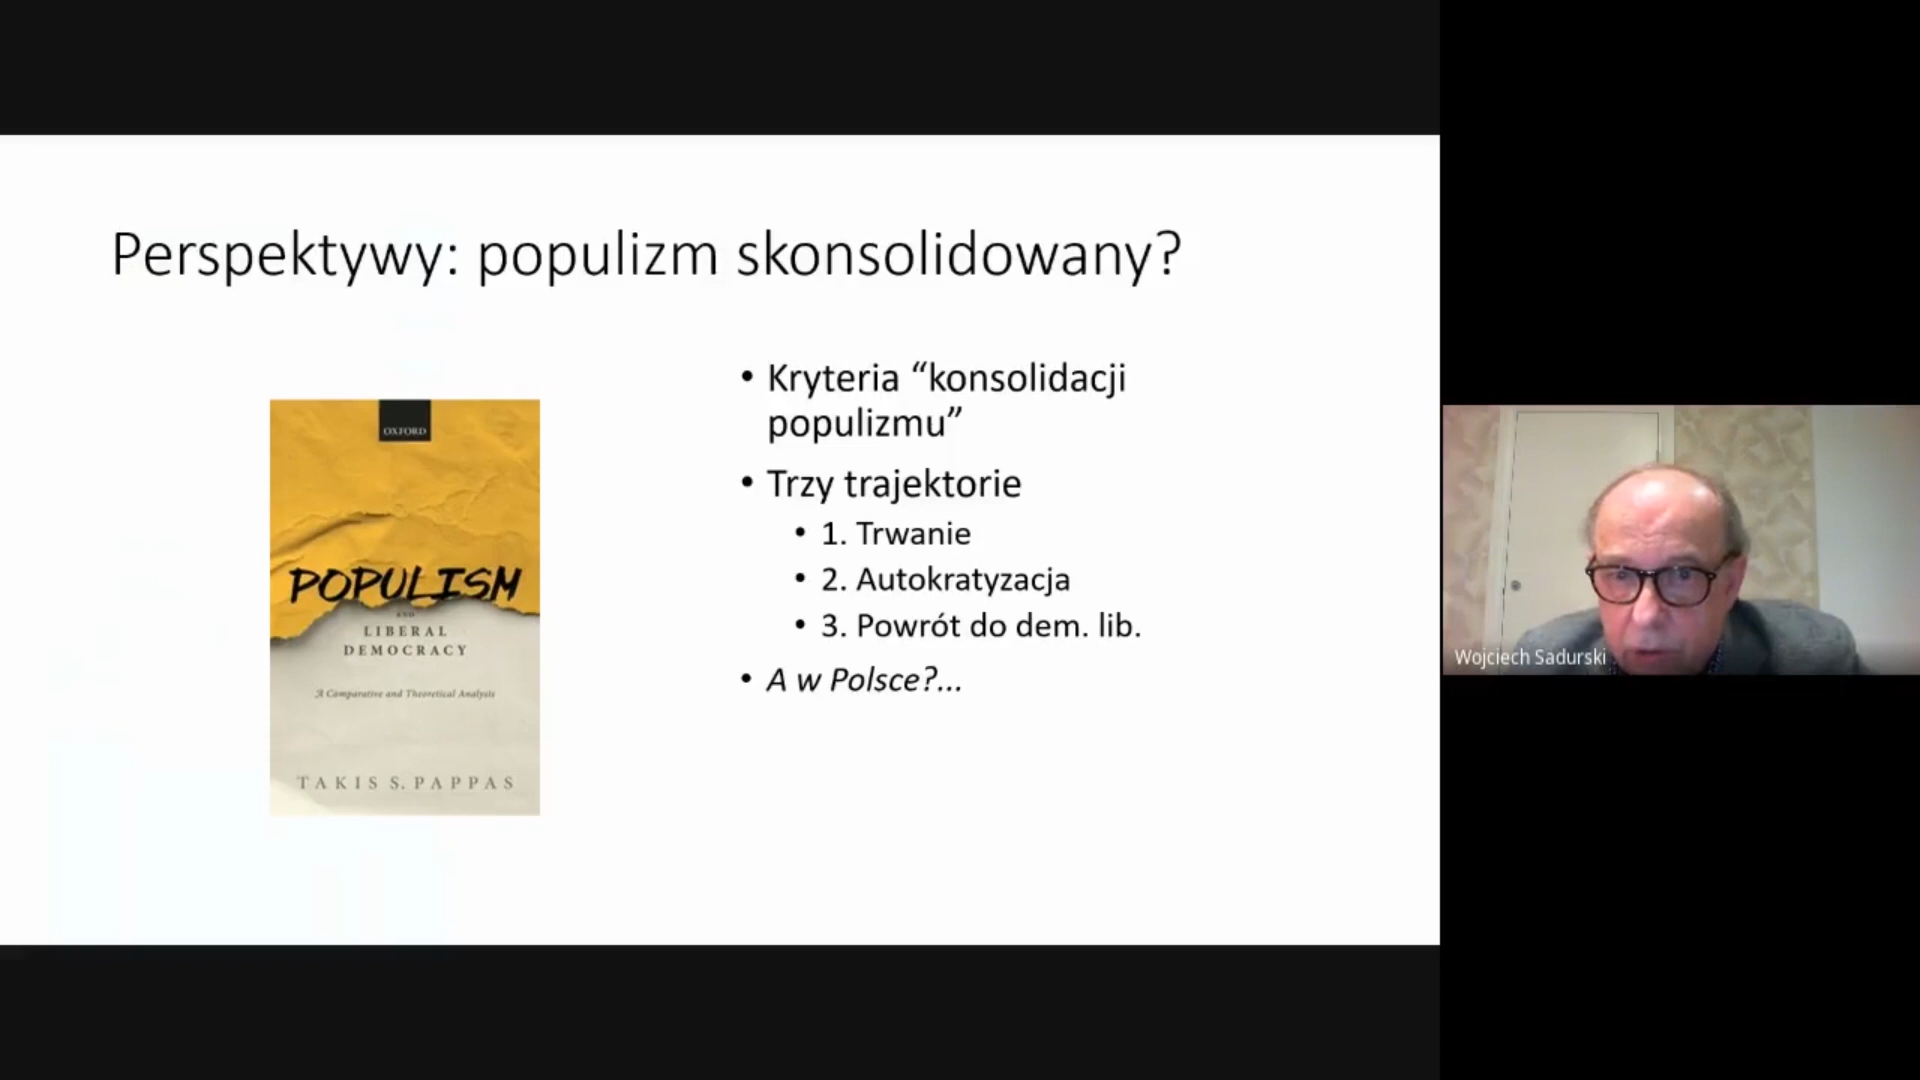 Perspektywy: populizm skonsolidowany?
OXFORD
POPULISM
AND
LIBERAL
DEMOCRACY
A Comparative and Theoretical Analysis
TAKIS S. PAPPAS
• Kryteria “konsolidacji
populizmu”
• Trzy trajektorie
• 1. Trwanie
• 2. Autokratyzacja
• 3. Powrót do dem. lib.
• A w Polsce?...
Wojciech Sadurski